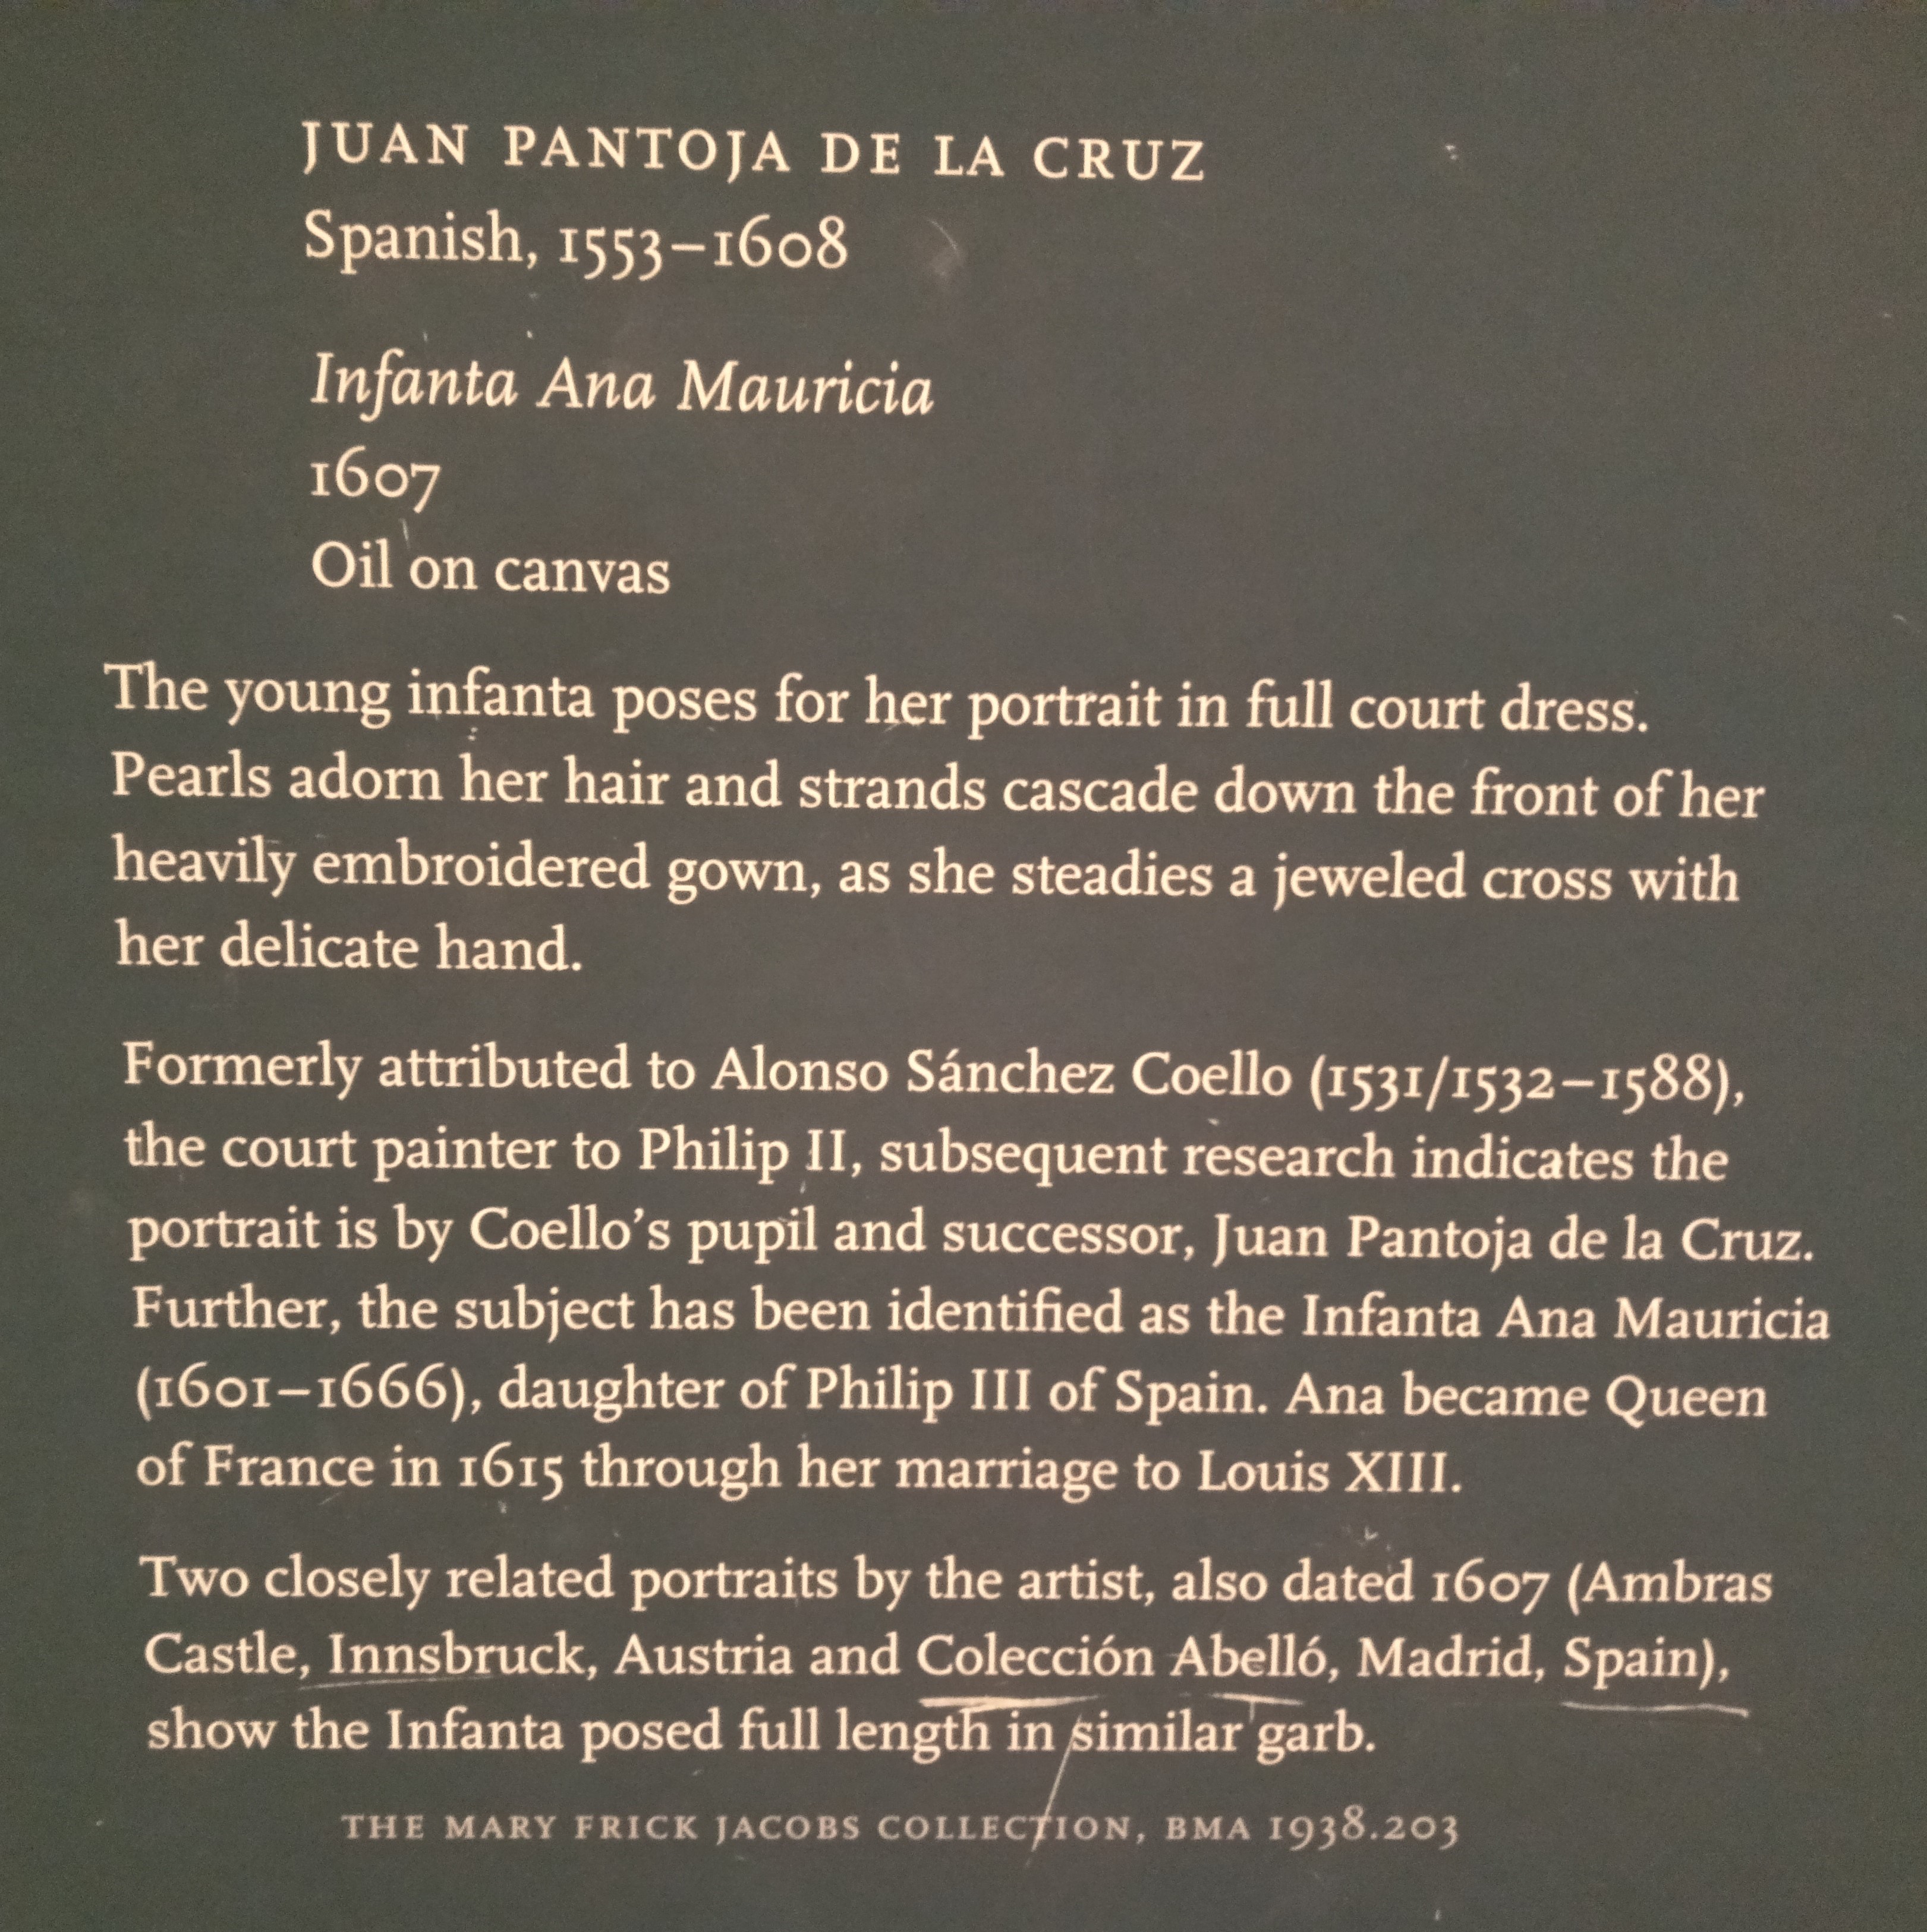 JUAN PANTOJA DE LA CRUZ
Spanish, 1553–1608
Infanta Ana Mauricia
1607
Oil on canvas
The young infanta poses for her portrait in full court dress.
Pearls adorn her hair and strands cascade down the front of her
heavily embroidered gown, as she steadies a jeweled cross with
her delicate hand.
Formerly attributed to Alonso Sánchez Coello (1531/1532–1588),
the court painter to Philip II, subsequent research indicates the
portrait is by Coello’s pupil and successor, Juan Pantoja de la Cruz.
Further, the subject has been identified as the Infanta Ana Mauricia
(1601–1666), daughter of Philip III of Spain. Ana became Queen
of France in 1615 through her marriage to Louis XIII.
Two closely related portraits by the artist, also dated 1607 (Ambras
Castle, Innsbruck, Austria and Colección Abelló, Madrid, Spain),
show the Infanta posed full length in similar garb.
THE MARY FRICK JACOBS COLLECTION, BMA 1938.203